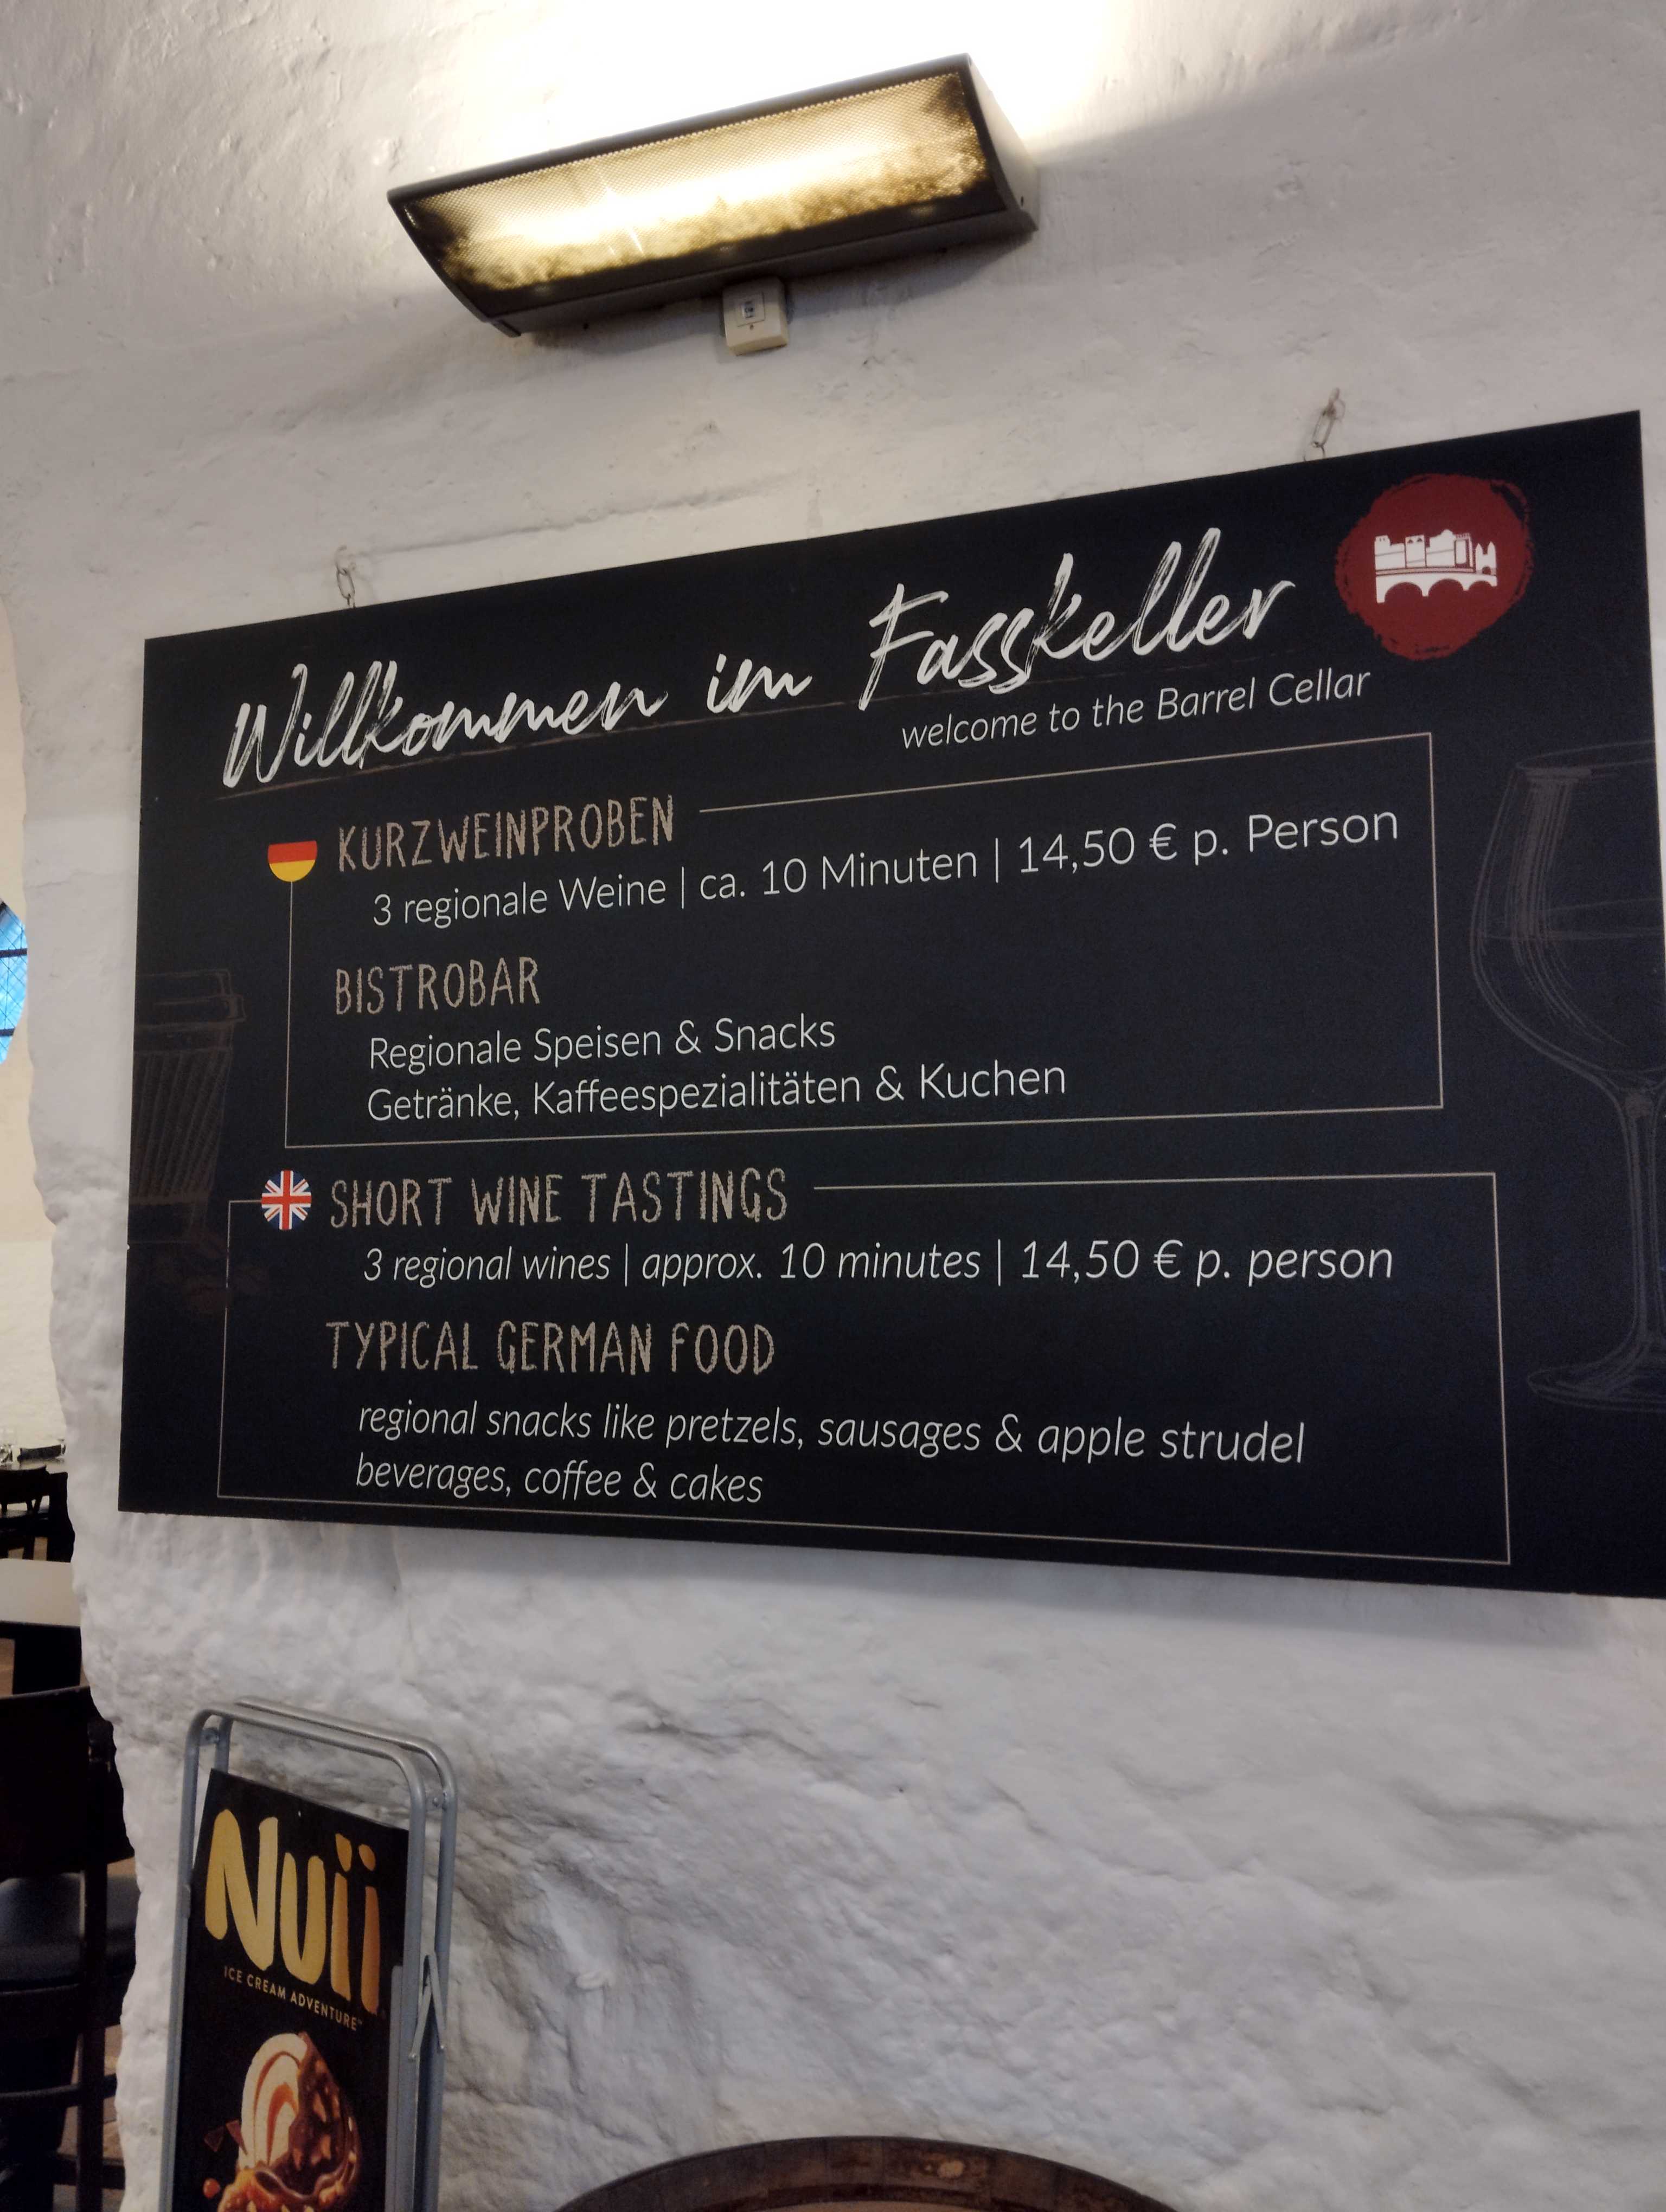 Willkommen im Fasskeller
welcome to the Barrel Cellar
KURZWEINPROBEN
3 regionale Weine | ca. 10 Minuten | 14,50 € p. Person
BISTROBAR
Regionale Speisen & Snacks
Getränke, Kaffeespezialitäten & Kuchen
SHORT WINE TASTINGS
3 regional wines | approx. 10 minutes | 14,50 € p. person
TYPICAL GERMAN FOOD
regional snacks like pretzels, sausages & apple strudel
beverages, coffee & cakes
Nuii
ICE CREAM ADVENTURE™